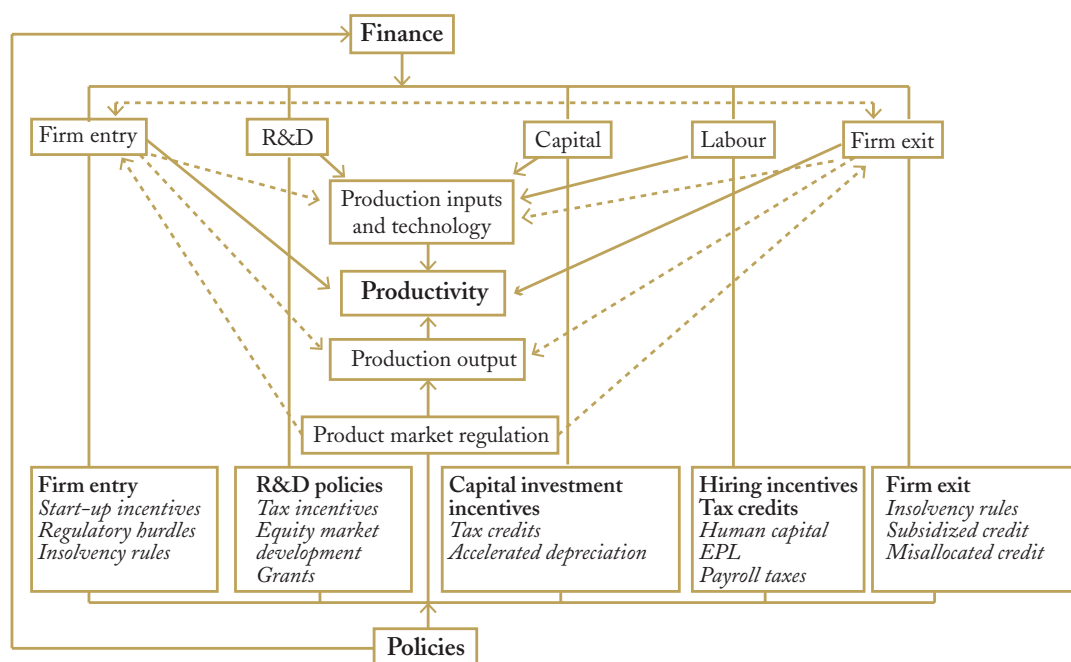 Finance
Firm entry
R&D
Capital
Labour
Firm exit
Production inputs
and technology
Productivity
Production output
Product market regulation
Firm entry
Start-up incentives
Regulatory hurdles
Insolvency rules
R&D policies
Tax incentives
Equity market
development
Grants
Capital investment
incentives
Tax credits
Accelerated depreciation
Hiring incentives
Tax credits
Human capital
EPL
Payroll taxes
Firm exit
Insolvency rules
Subsidized credit
Misallocated credit
Policies